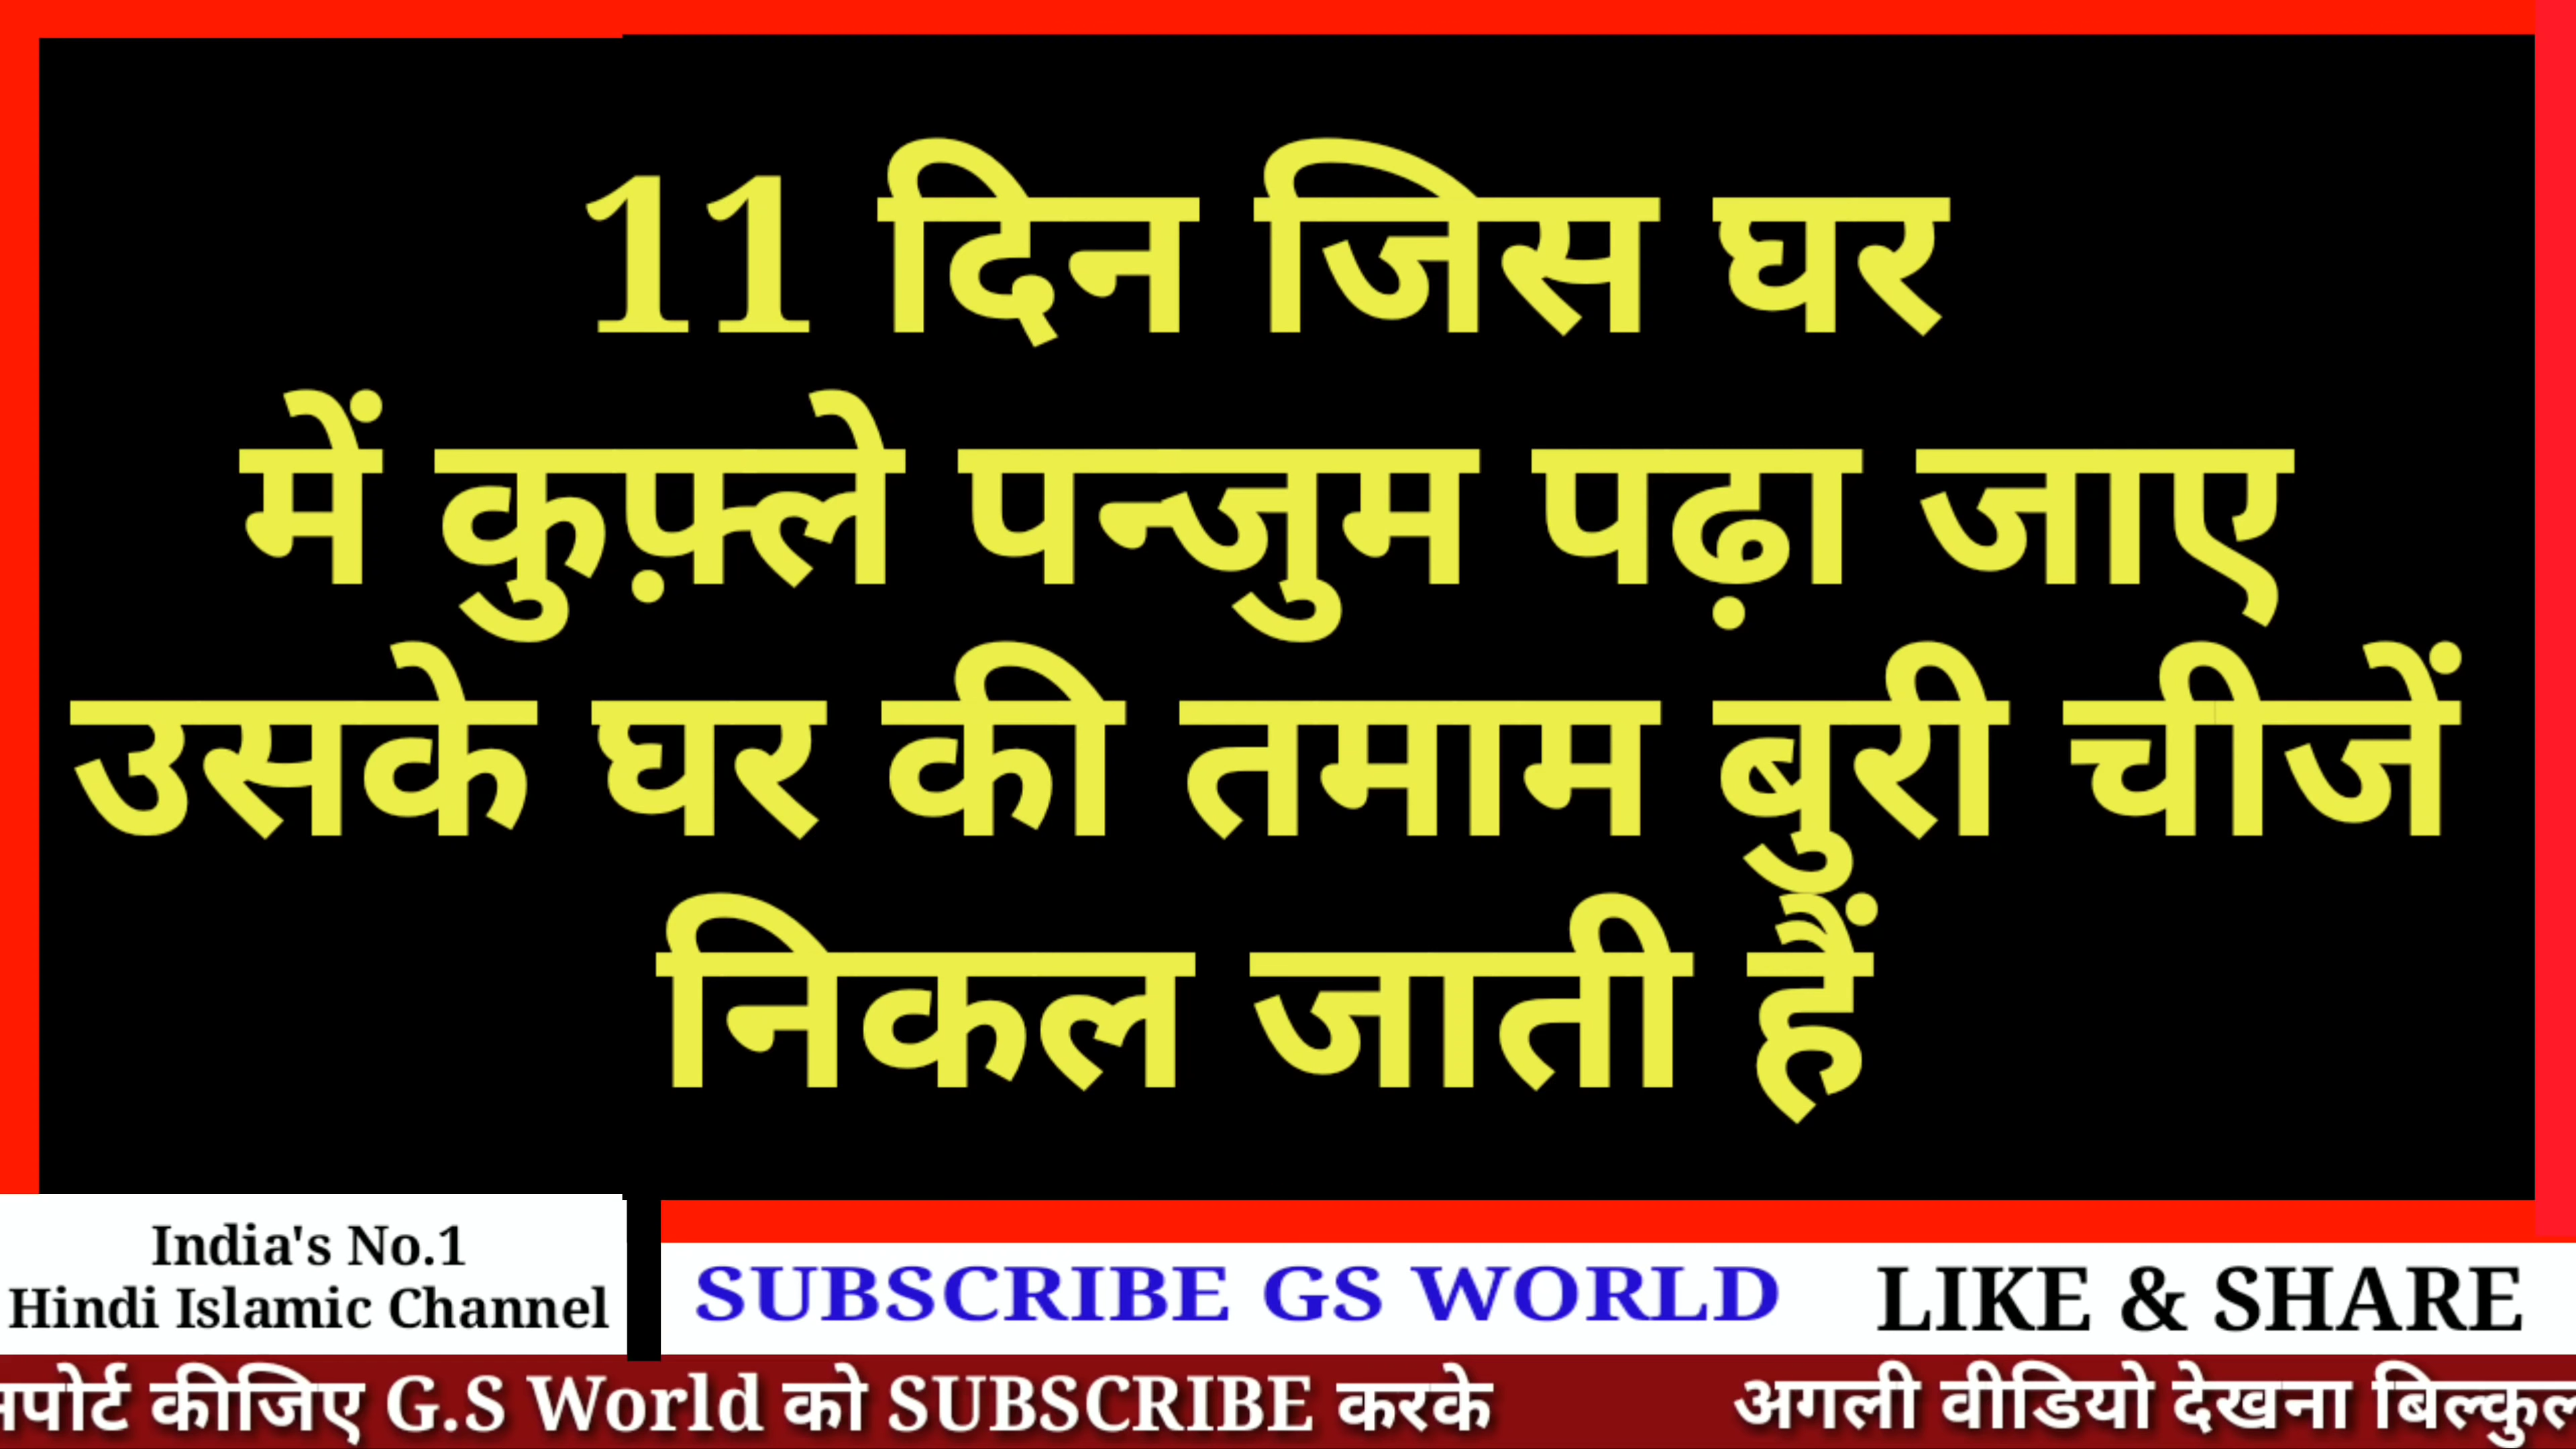 11 दिन जिस घर
में कुफ़्ले पन्जुम पढ़ा जाए
उसके घर की तमाम बुरी चीजें
निकल जाती हैं
India's No.1
Hindi Islamic Channel
SUBSCRIBE GS WORLD
LIKE & SHARE
कीजिए G.S World को SUBSCRIBE करके
अगली वीडियो देखना